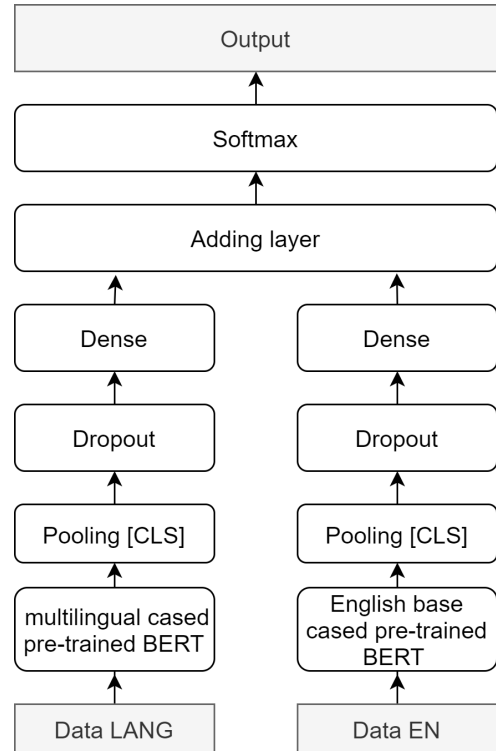 Output
Softmax
Adding layer
Dense
Dense
Dropout
Dropout
Pooling [CLS]
Pooling [CLS]
multilingual cased
pre-trained BERT
English base
cased pre-trained
BERT
Data LANG
Data EN